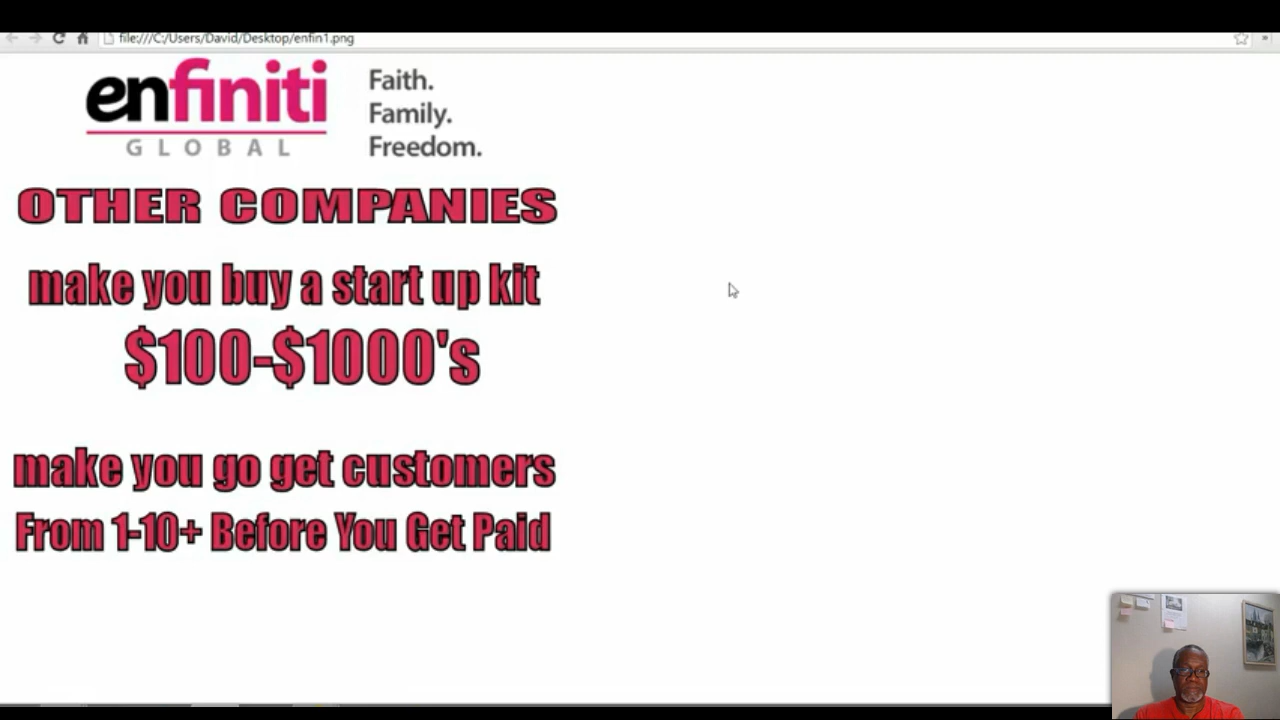 file:///C:/Users/David/Desktop/enfin1.png
enfiniti
GLOBAL
Faith.
Family.
Freedom.
OTHER COMPANIES
make you buy a start up kit
$100-$1000's
make you go get customers
From 1-10+ Before You Get Paid